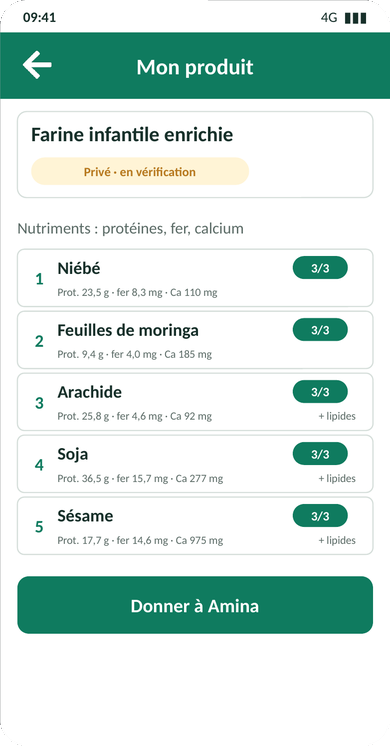 09:41 4G
Mon produit
Farine infantile enrichie
Privé · en vérification
Nutriments : protéines, fer, calcium
1 Niébé 3/3
Prot. 23,5 g · fer 8,3 mg · Ca 110 mg
2 Feuilles de moringa 3/3
Prot. 9,4 g · fer 4,0 mg · Ca 185 mg
3 Arachide 3/3
Prot. 25,8 g · fer 4,6 mg · Ca 92 mg + lipides
4 Soja 3/3
Prot. 36,5 g · fer 15,7 mg · Ca 277 mg + lipides
5 Sésame 3/3
Prot. 17,7 g · fer 14,6 mg · Ca 975 mg + lipides
Donner à Amina